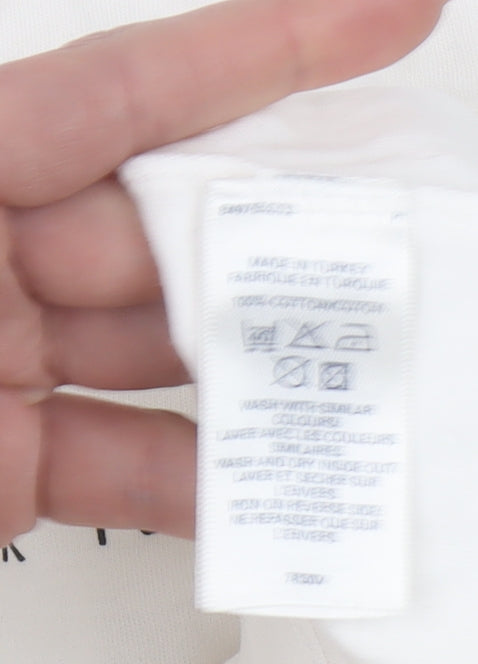 MADE IN TURKEY
FABRIQUE EN TURQUIE
100% COTTON/COTON
WASH WITH SIMILAR
COLOURS/
LAVER AVEC LES COULEURS
SIMILAIRES
WASH AND DRY INSIDE OUT/
LAVER ET SECHER SUR
L'ENVERS
IRON ON REVERSE SIDE/
NE REPASSER QUE SUR
L'ENVERS
K